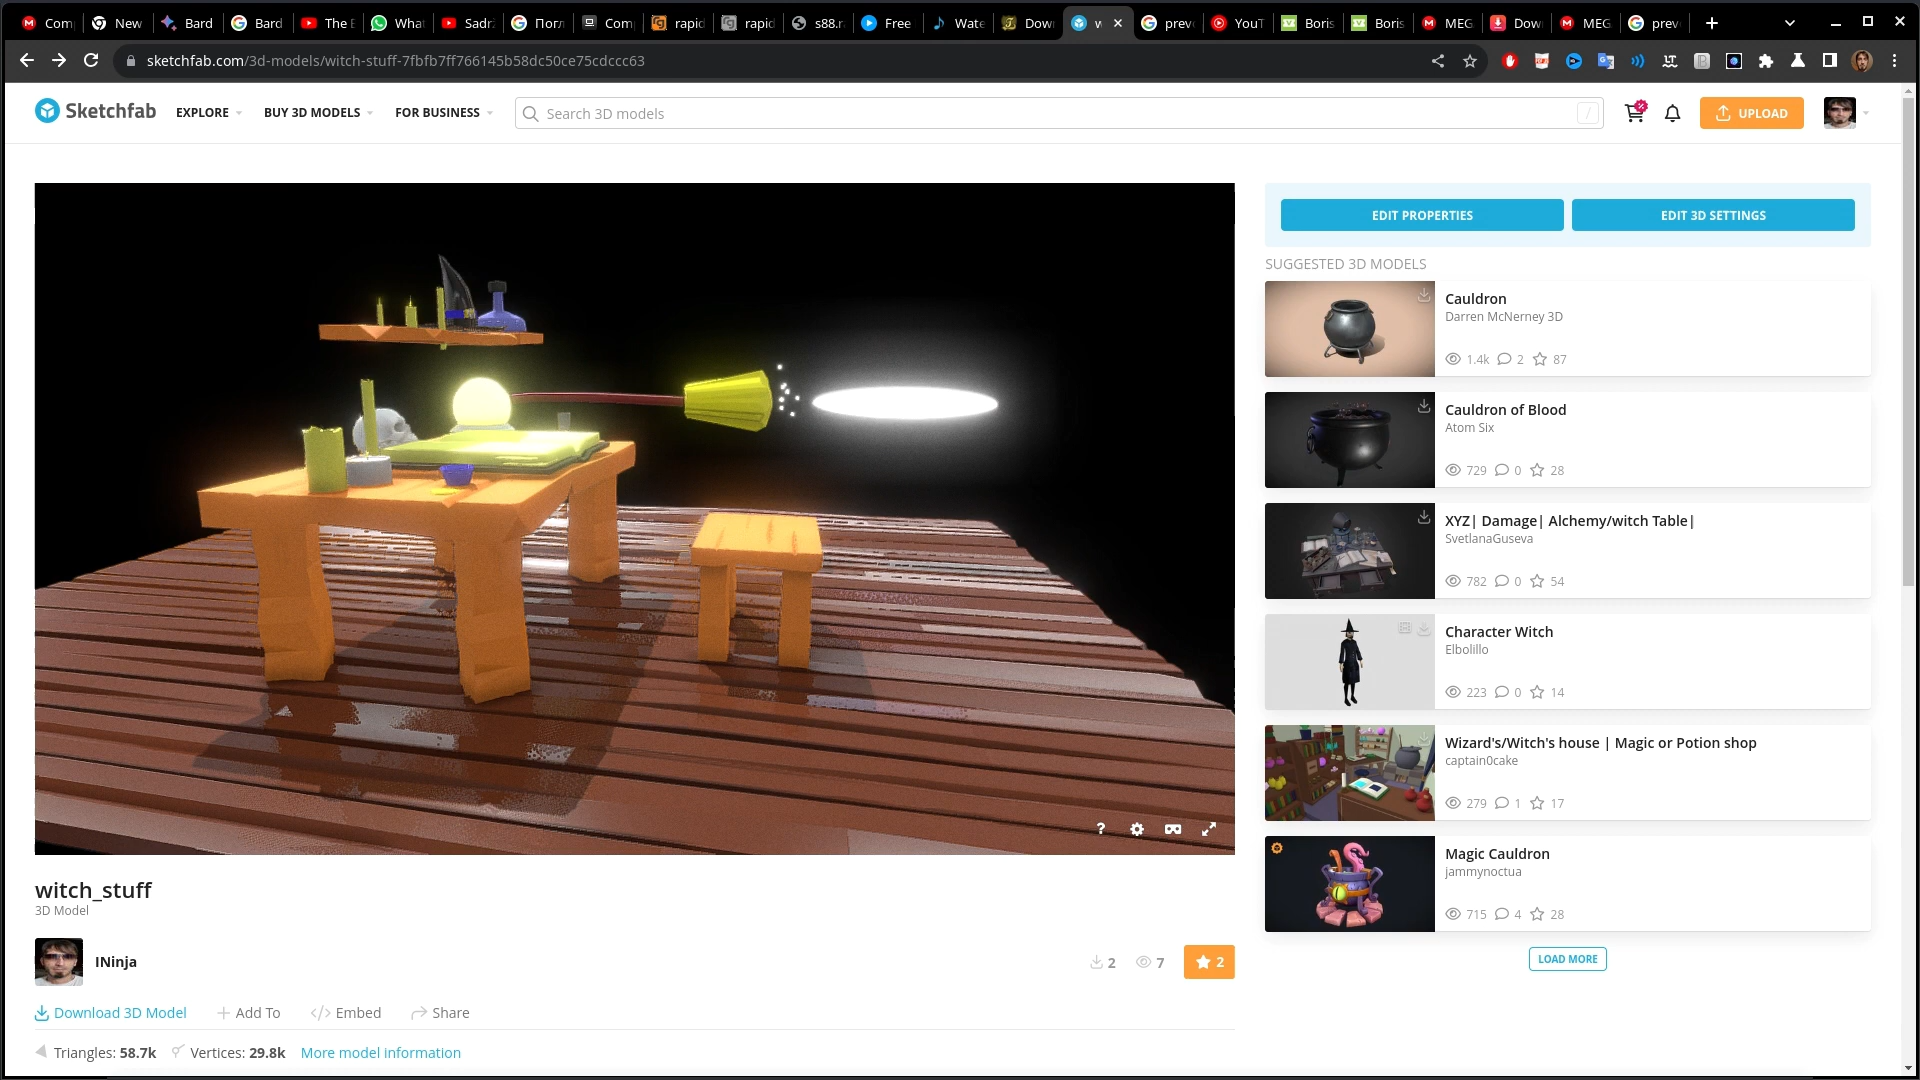 Com
New
Bard
Bard
The E
What
Sadr
Погл
Com
rapid
rapid
s88.r
Free
Wate
Down
w
prev
YouT
Boris
Boris
MEG
Dow
MEG
prev
sketchfab.com/3d-models/witch-stuff-7fbfb7ff766145b58dc50ce75cdccc63
Sketchfab
EXPLORE
BUY 3D MODELS
FOR BUSINESS
Search 3D models
/
UPLOAD
EDIT PROPERTIES
EDIT 3D SETTINGS
SUGGESTED 3D MODELS
Cauldron
Darren McNerney 3D
1.4k 2 87
Cauldron of Blood
Atom Six
729 0 28
XYZ| Damage| Alchemy/witch Table|
SvetlanaGuseva
782 0 54
Character Witch
Elbolillo
223 0 14
Wizard's/Witch's house | Magic or Potion shop
captain0cake
279 1 17
Magic Cauldron
jammynoctua
715 4 28
LOAD MORE
?
witch_stuff
3D Model
INinja
2 7 2
Download 3D Model
Add To
Embed
Share
Triangles: 58.7k
Vertices: 29.8k
More model information